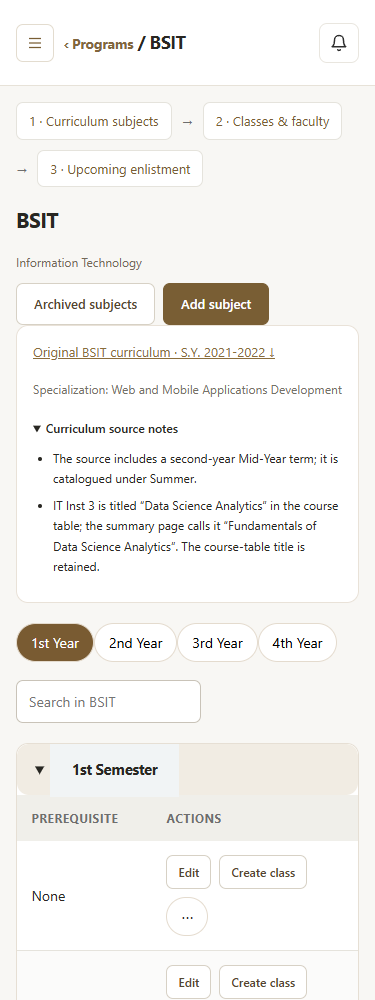 ‹ Programs / BSIT
1 · Curriculum subjects → 2 · Classes & faculty
→ 3 · Upcoming enlistment
BSIT
Information Technology
Archived subjects Add subject
Original BSIT curriculum · S.Y. 2021-2022 ↓
Specialization: Web and Mobile Applications Development
▼ Curriculum source notes
• The source includes a second-year Mid-Year term; it is
catalogued under Summer.
• IT Inst 3 is titled “Data Science Analytics” in the course
table; the summary page calls it “Fundamentals of
Data Science Analytics”. The course-table title is
retained.
1st Year 2nd Year 3rd Year 4th Year
Search in BSIT
▼ 1st Semester
PREREQUISITE ACTIONS
Edit Create class
None
...
Edit Create class